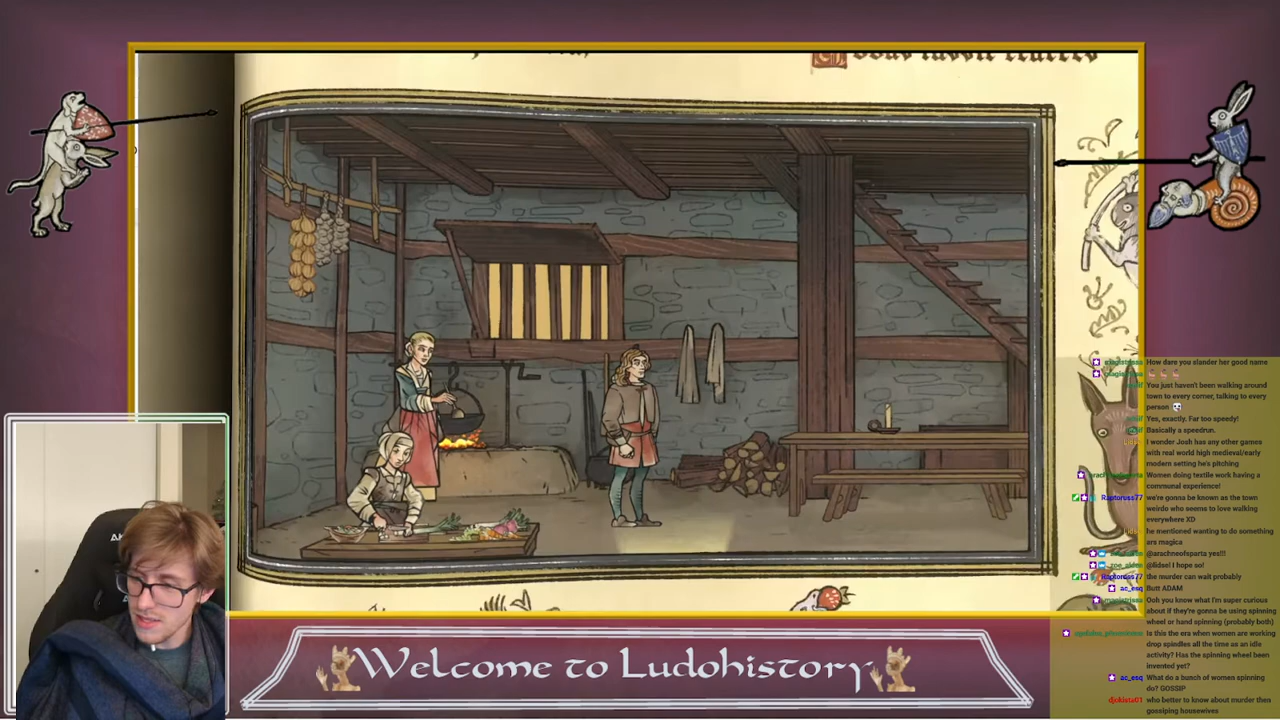 How dare you slander her good name
You just haven't been walking around
town to every corner, talking to every
person
Yes, exactly. Far too speedy!
Basically a speedrun.
I wonder Josh has any other games
with real world high medieval/early
modern setting he's pitching
Women doing textile work having a
communal experience!
Raptoruss77 we're gonna be known as the town
weirdo who seems to love walking
everywhere XD
he mentioned wanting to do something
ars magica
@arachneofsparta yes!!!
@lidsel I hope so!
Raptoruss77 the murder can wait probably
ac_esq Butt ADAM
Ooh you know what I'm super curious
about if they're gonna be using spinning
wheel or hand spinning (probably both)
Is this the era when women are working
drop spindles all the time as an idle
activity? Has the spinning wheel been
invented yet?
ac_esq What do a bunch of women spinning
do? GOSSIP
djokista01 who better to know about murder then
gossiping housewives
Welcome to Ludohistory